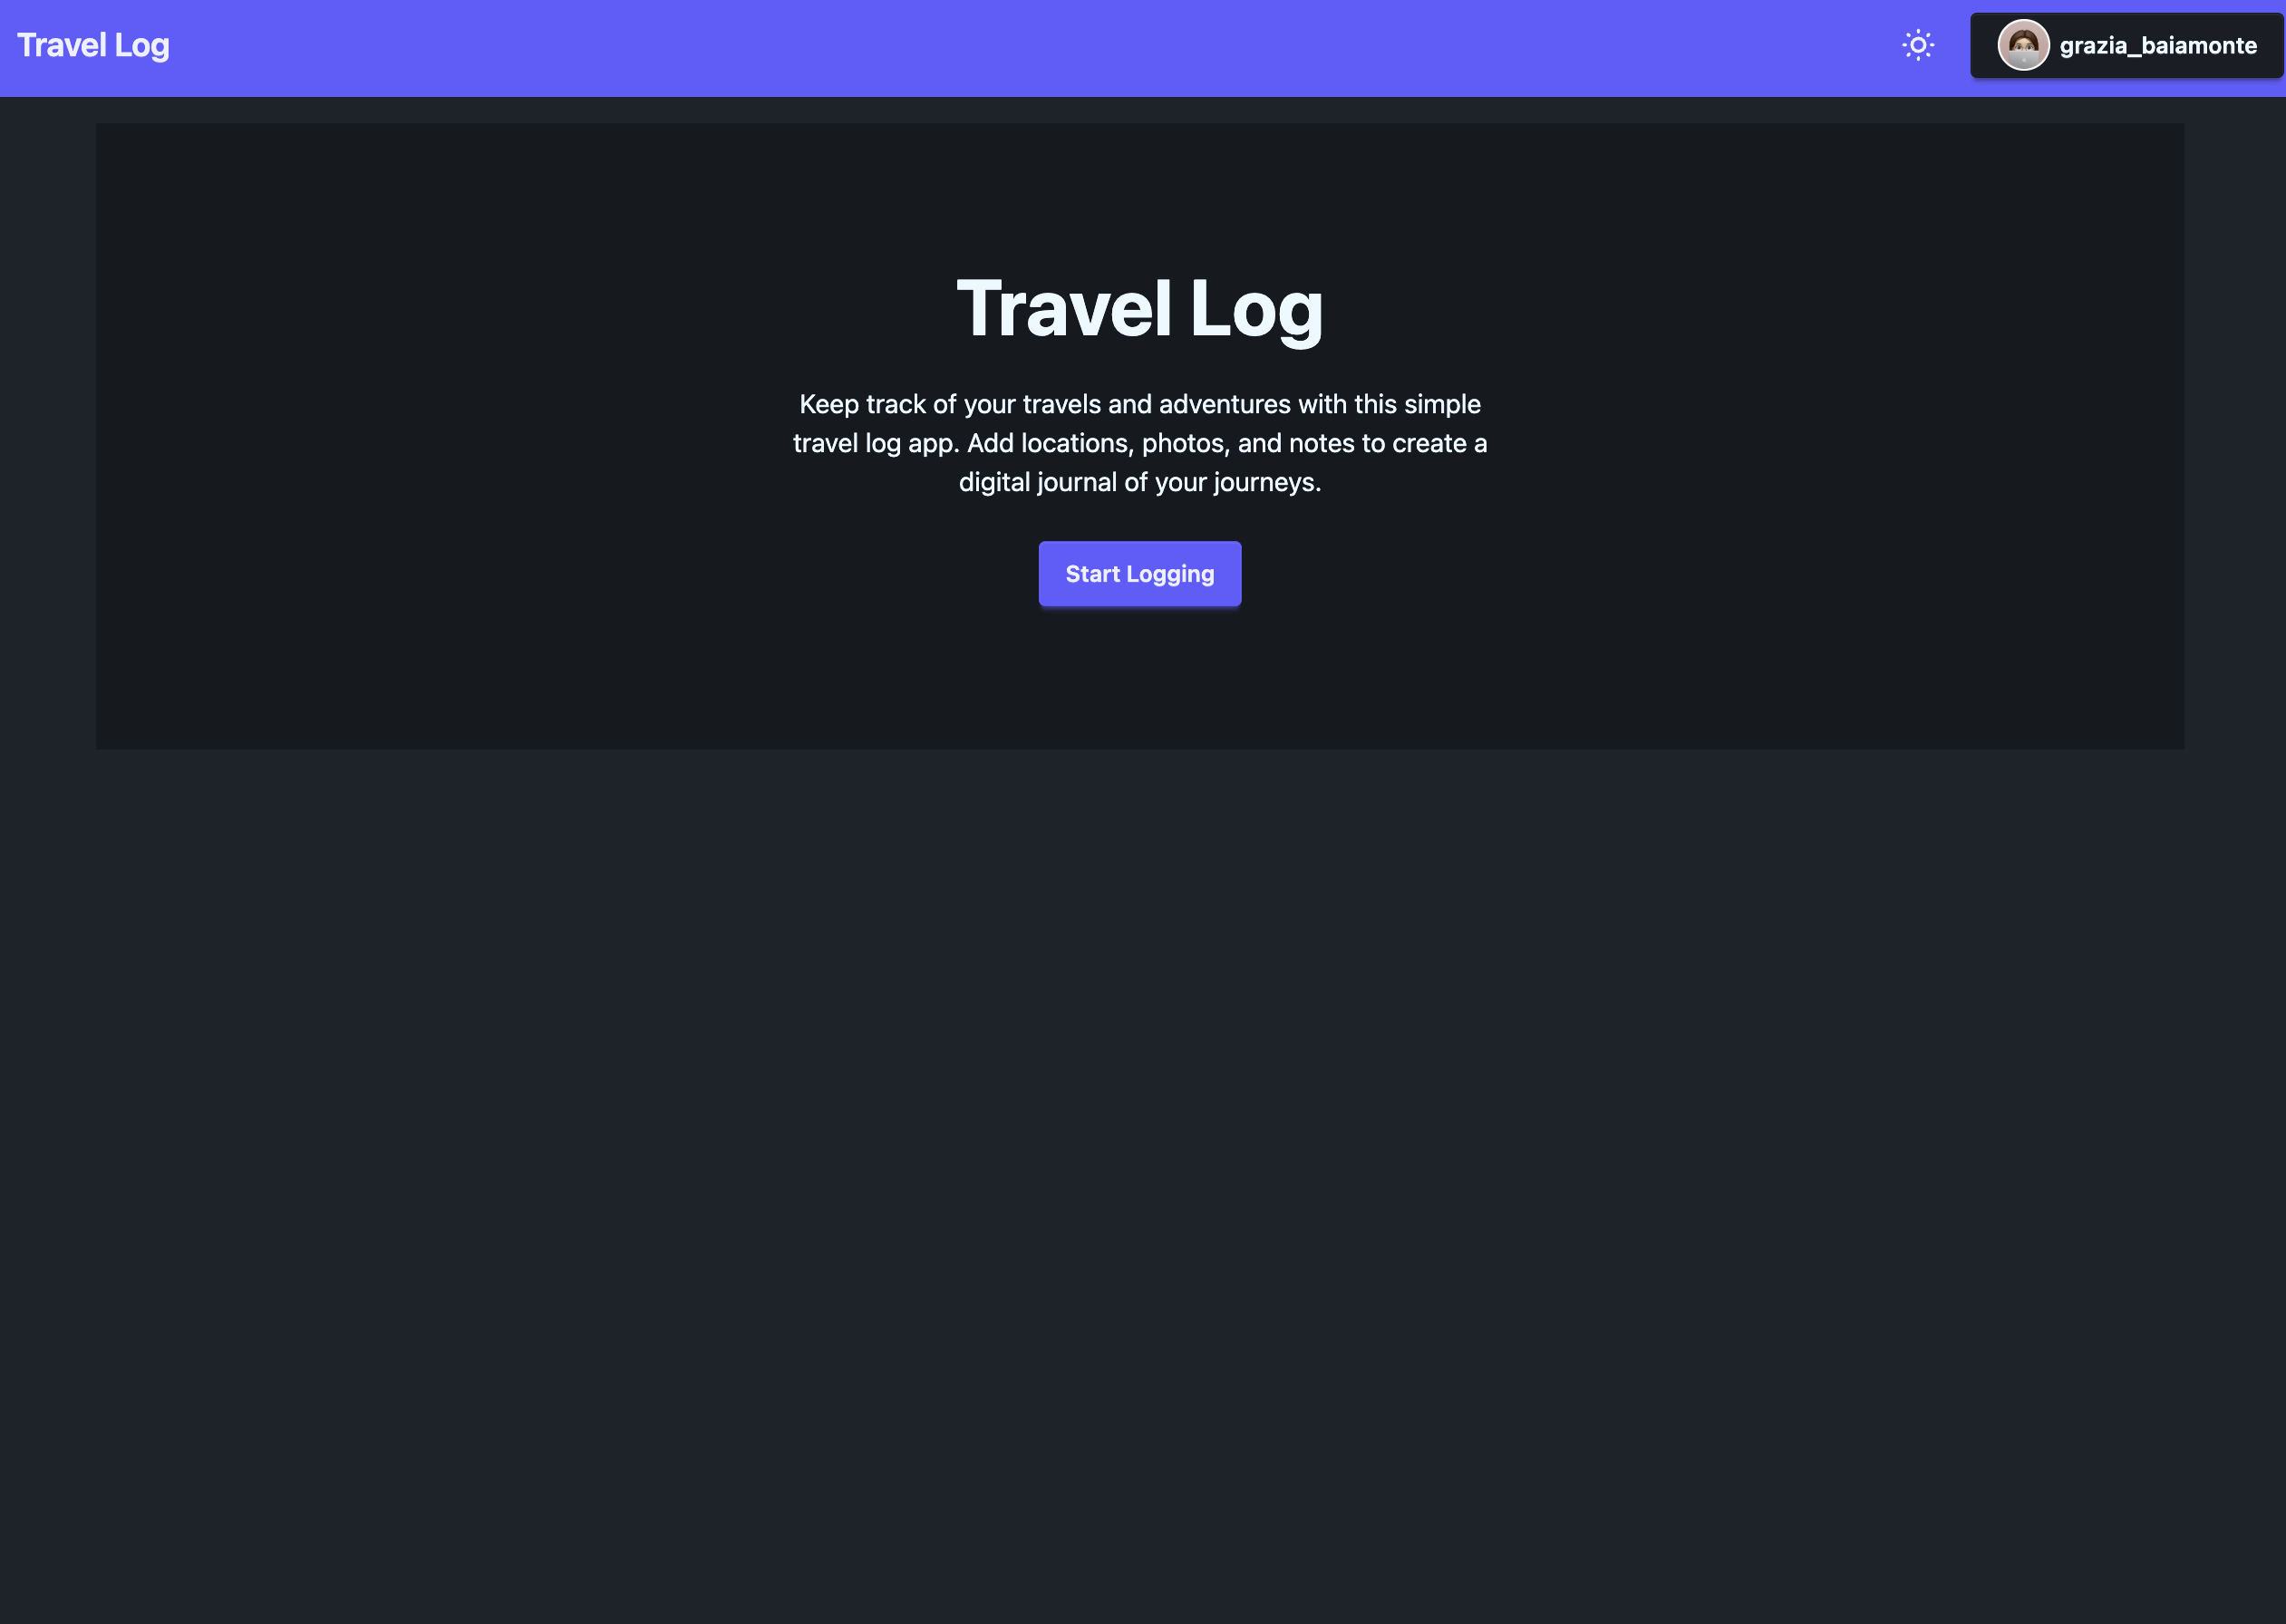 Travel Log
grazia_baiamonte
Travel Log
Keep track of your travels and adventures with this simple
travel log app. Add locations, photos, and notes to create a
digital journal of your journeys.
Start Logging